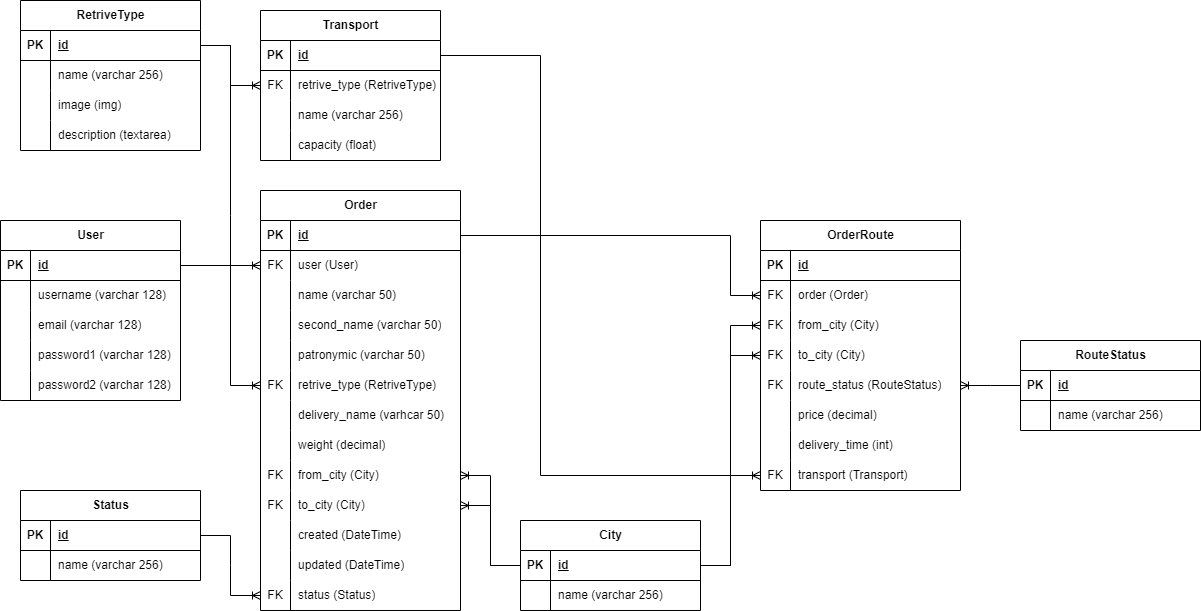 RetriveType
PK id
name (varchar 256)
image (img)
description (textarea)
Transport
PK id
FK retrive_type (RetriveType)
name (varchar 256)
capacity (float)
User
PK id
username (varchar 128)
email (varchar 128)
password1 (varchar 128)
password2 (varchar 128)
Order
PK id
FK user (User)
name (varchar 50)
second_name (varchar 50)
patronymic (varchar 50)
FK retrive_type (RetriveType)
delivery_name (varhcar 50)
weight (decimal)
FK from_city (City)
FK to_city (City)
created (DateTime)
updated (DateTime)
FK status (Status)
Status
PK id
name (varchar 256)
City
PK id
name (varchar 256)
OrderRoute
PK id
FK order (Order)
FK from_city (City)
FK to_city (City)
FK route_status (RouteStatus)
price (decimal)
delivery_time (int)
FK transport (Transport)
RouteStatus
PK id
name (varchar 256)